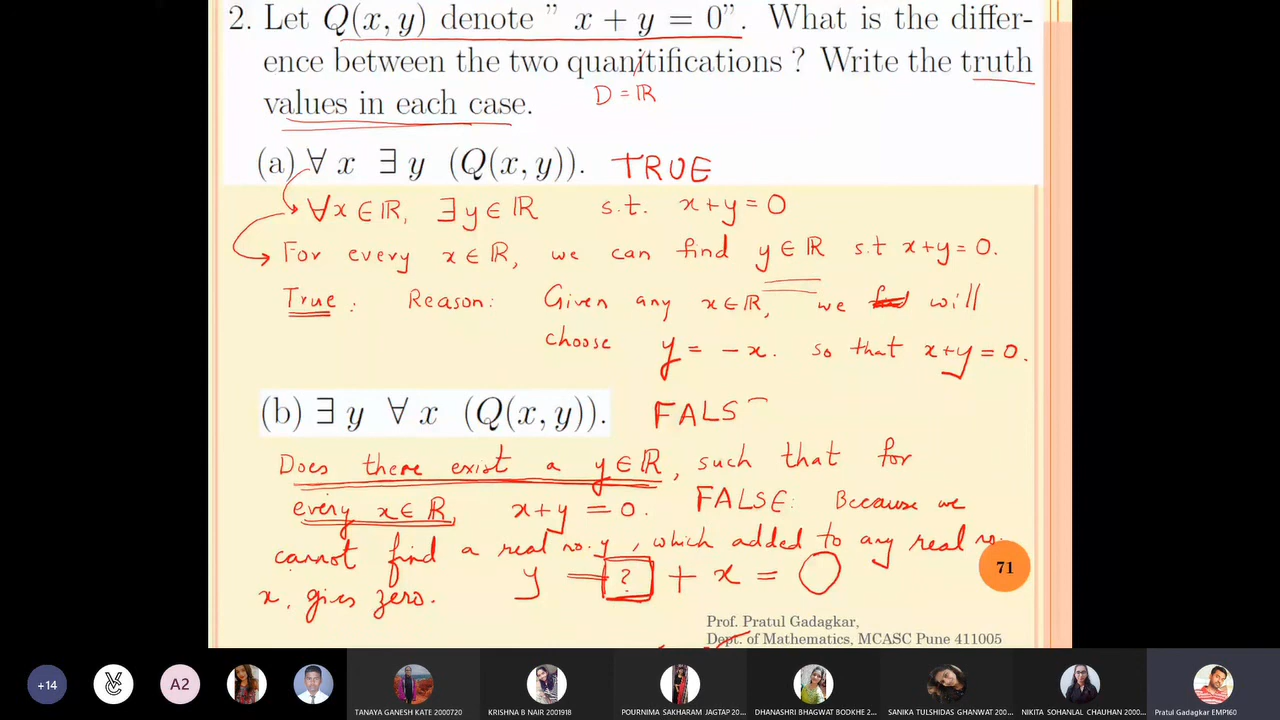 2. Let Q(x, y) denote ” x + y = 0”. What is the differ-
ence between the two quanitifications ? Write the truth
values in each case.
D = ℝ
(a) ∀ x ∃ y (Q(x, y)). TRUE
∀x ∈ ℝ, ∃ y ∈ ℝ s.t. x+y = 0
For every x ∈ ℝ, we can find y ∈ ℝ s.t x+y = 0.
True : Reason: Given any x ∈ ℝ, we will
choose y = -x. so that x+y = 0.
(b) ∃ y ∀ x (Q(x, y)). FALS
Does there exist a y ∈ ℝ, such that for
every x ∈ ℝ, x+y = 0. FALSE: Because we
cannot find a real no. y, which added to any real no.
x, gives zero. y = ? + x = 0
71
Prof. Pratul Gadagkar,
Dept. of Mathematics, MCASC Pune 411005
+14
A2
TANAYA GANESH KATE 2000720
KRISHNA B NAIR 2001918
POURNIMA SAKHARAM JAGTAP 20...
DHANASHRI BHAGWAT BODKHE 2...
SANIKA TULSHIDAS GHANWAT 200...
NIKITA SOHANLAL CHAUHAN 2000...
Pratul Gadagkar EMP60